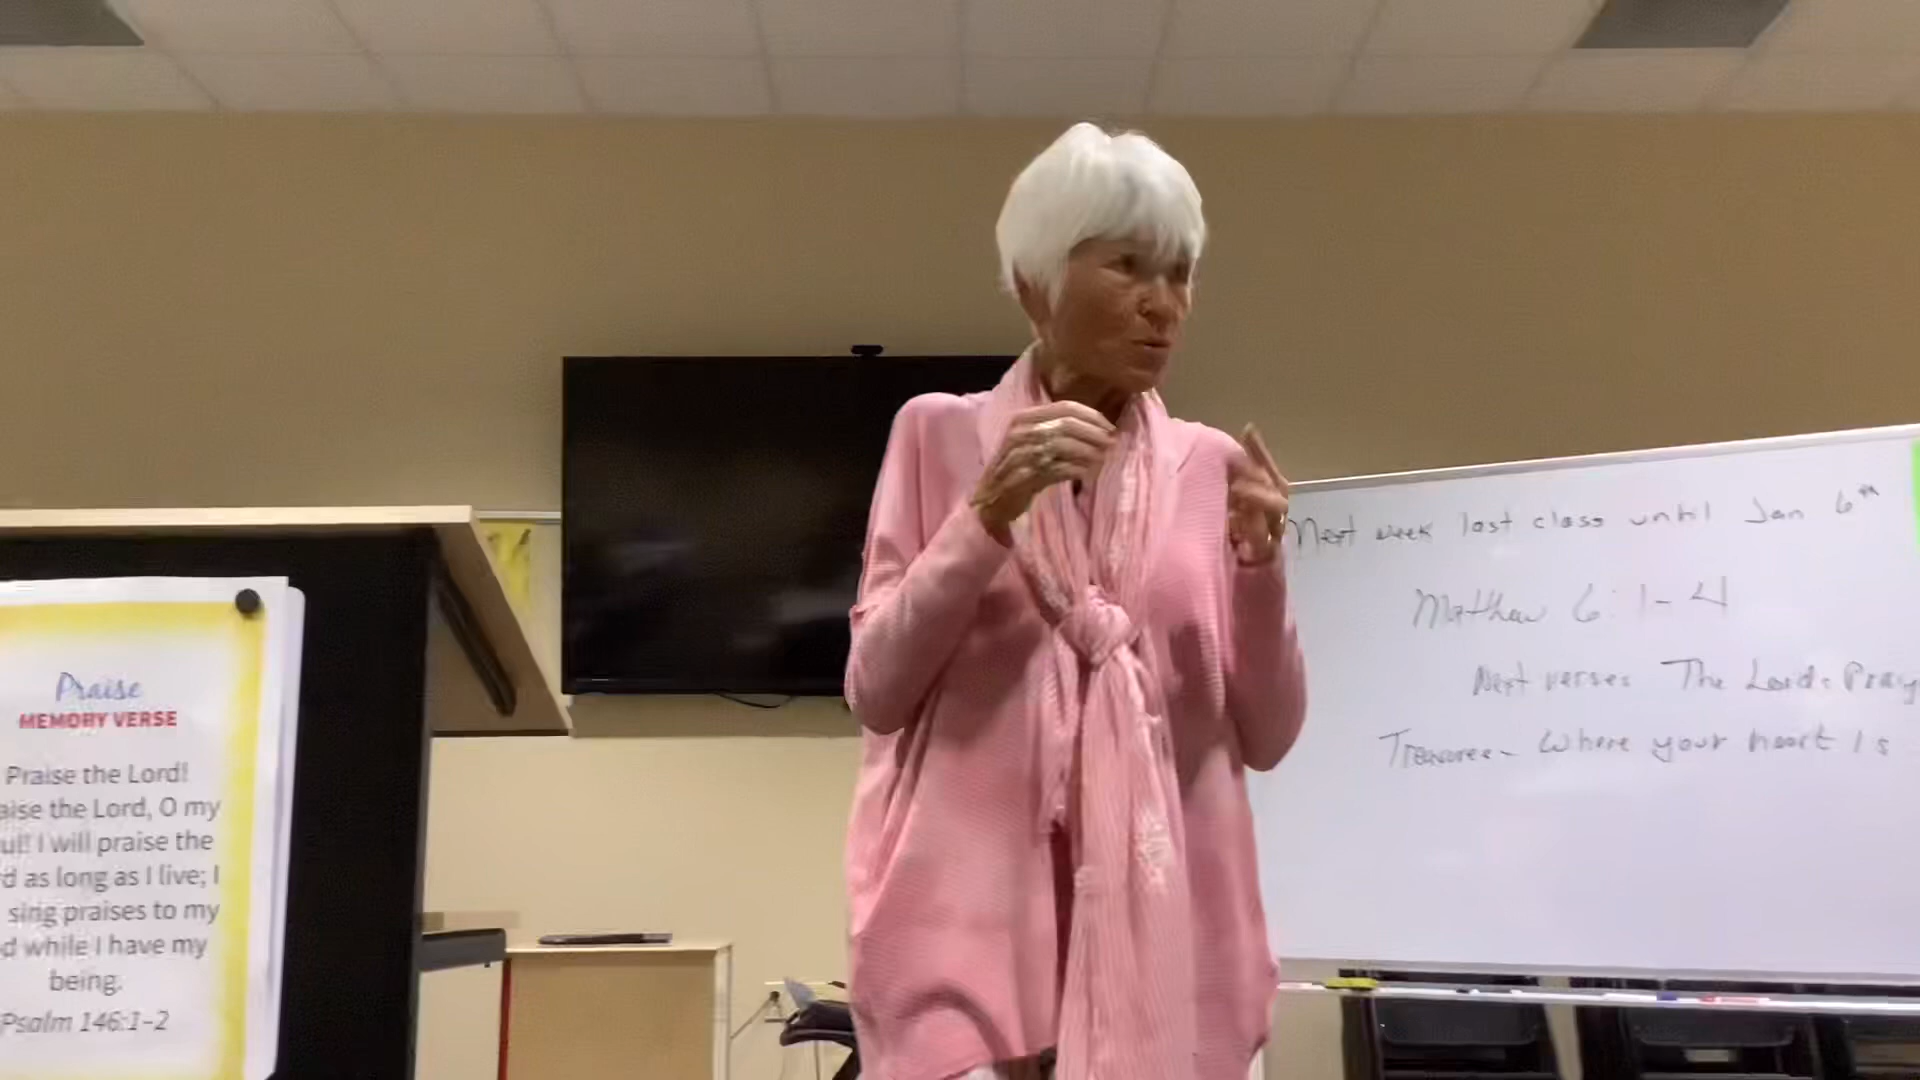 Praise
MEMORY VERSE
Praise the Lord!
aise the Lord, O my
ul! I will praise the
d as long as I live; I
sing praises to my
d while I have my
being.
Psalm 146:1-2
Next week last class until Jan 6th
Matthew 6:1-4
Next verses The Lords Pray
Treasures - Where your heart is